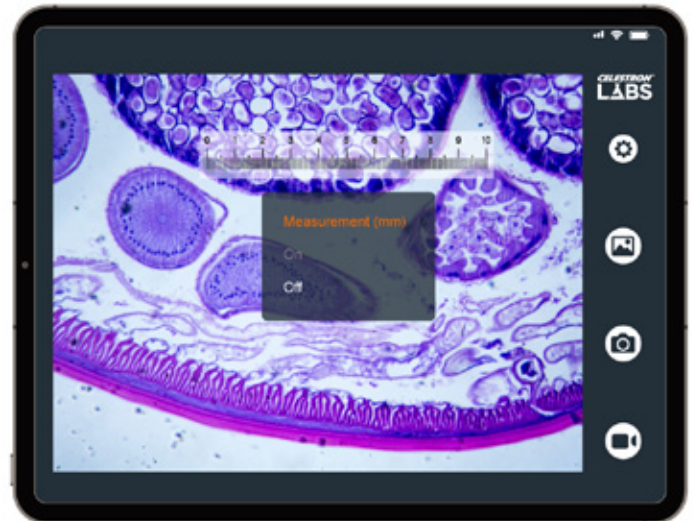 CELESTRON
LABS
0 1 2 3 4 5 6 7 8 9 10
Measurement (mm)
On
Off